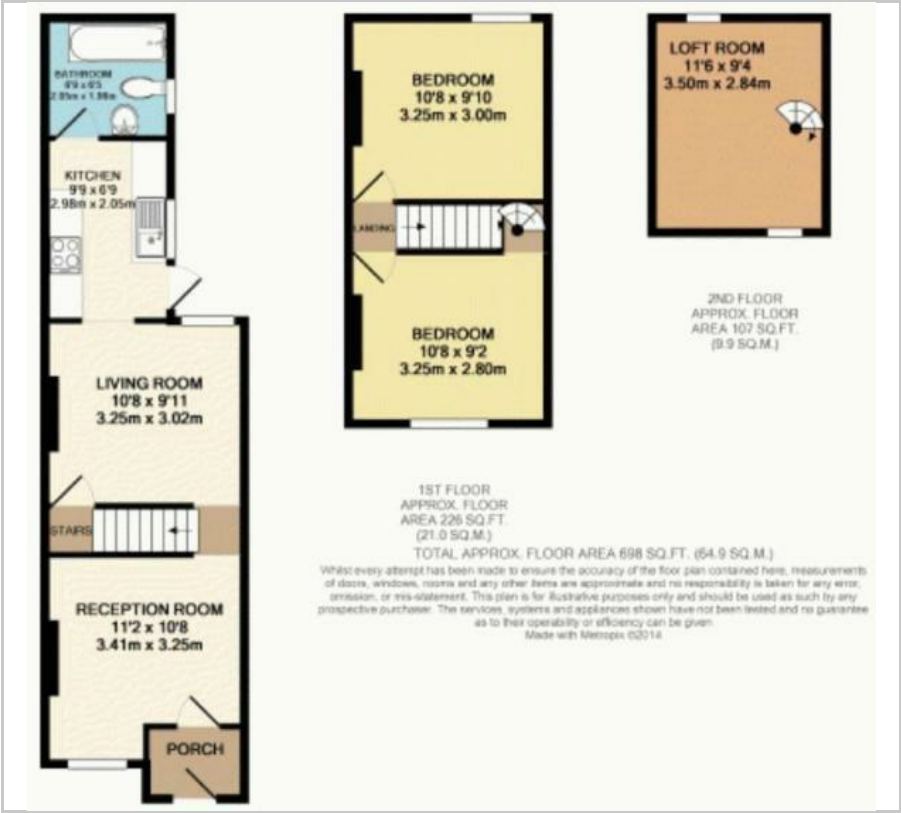 BATHROOM
6'9 x 6'5
2.05m x 1.96m
KITCHEN
9'9 x 6'9
2.98m x 2.05m
LIVING ROOM
10'8 x 9'11
3.25m x 3.02m
STAIRS
RECEPTION ROOM
11'2 x 10'8
3.41m x 3.25m
PORCH
BEDROOM
10'8 x 9'10
3.25m x 3.00m
LANDING
BEDROOM
10'8 x 9'2
3.25m x 2.80m
1ST FLOOR
APPROX. FLOOR
AREA 226 SQ.FT.
(21.0 SQ.M.)
LOFT ROOM
11'6 x 9'4
3.50m x 2.84m
2ND FLOOR
APPROX. FLOOR
AREA 107 SQ.FT.
(9.9 SQ.M.)
TOTAL APPROX. FLOOR AREA 698 SQ.FT. (64.9 SQ.M.)
Whilst every attempt has been made to ensure the accuracy of the floor plan contained here, measurements
of doors, windows, rooms and any other items are approximate and no responsibility is taken for any error,
omission, or mis-statement. This plan is for illustrative purposes only and should be used as such by any
prospective purchaser. The services, systems and appliances shown have not been tested and no guarantee
as to their operability or efficiency can be given
Made with Metropix ©2014